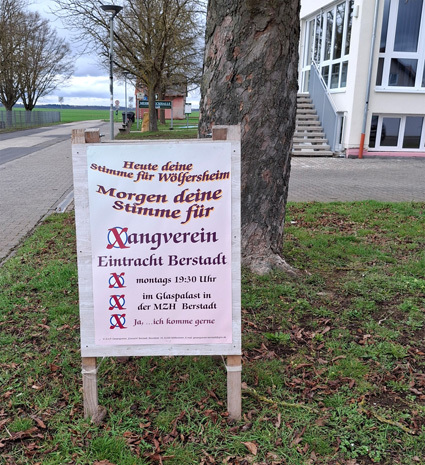 Heute deine
Stimme für Wölfersheim
Morgen deine
Stimme für
Xangverein
Eintracht Berstadt
montags 19:30 Uhr
im Glaspalast in
der MZH Berstadt
Ja, ...ich komme gerne